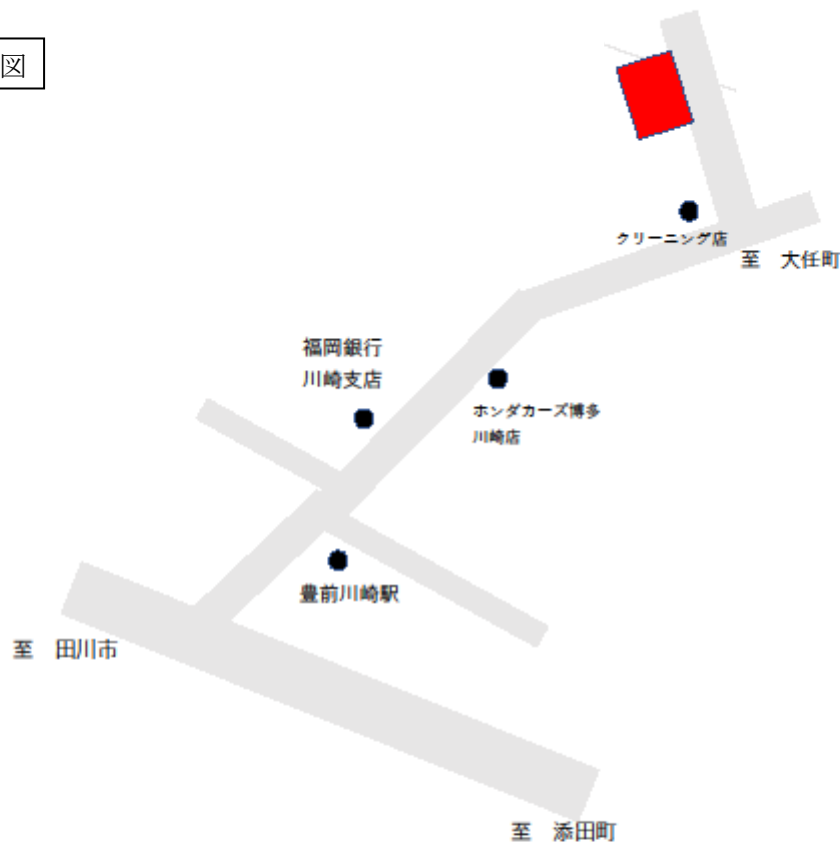 図
クリーニング店
至 大任町
福岡銀行
川崎支店
ホンダカーズ博多
川崎店
豊前川崎駅
至 田川市
至 添田町